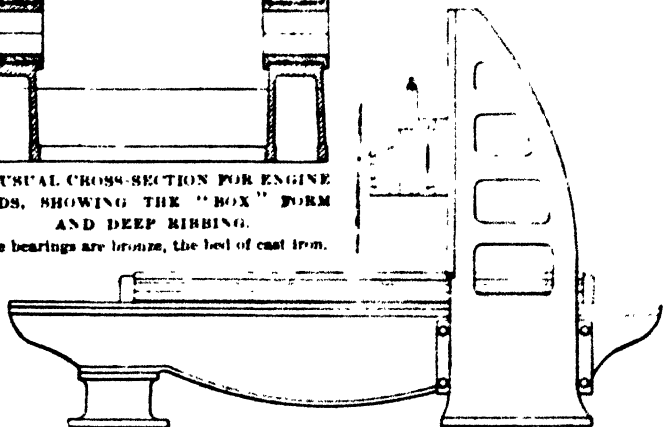 USUAL CROSS-SECTION FOR ENGINE
DS, SHOWING THE "BOX" FORM
AND DEEP RIBBING.
e bearings are bronze, the bed of cast iron.